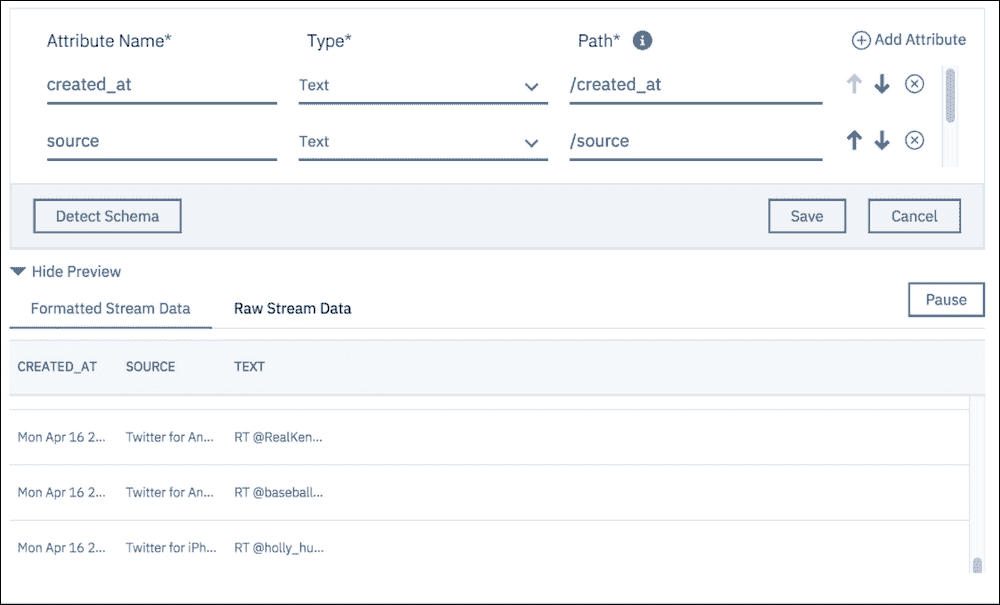 Attribute Name* Type* Path* i Add Attribute
created_at Text /created_at
source Text /source
Detect Schema Save Cancel
Hide Preview
Formatted Stream Data Raw Stream Data Pause
CREATED_AT SOURCE TEXT
Mon Apr 16 2... Twitter for An... RT @RealKen...
Mon Apr 16 2... Twitter for An... RT @baseball...
Mon Apr 16 2... Twitter for iPh... RT @holly_hu...